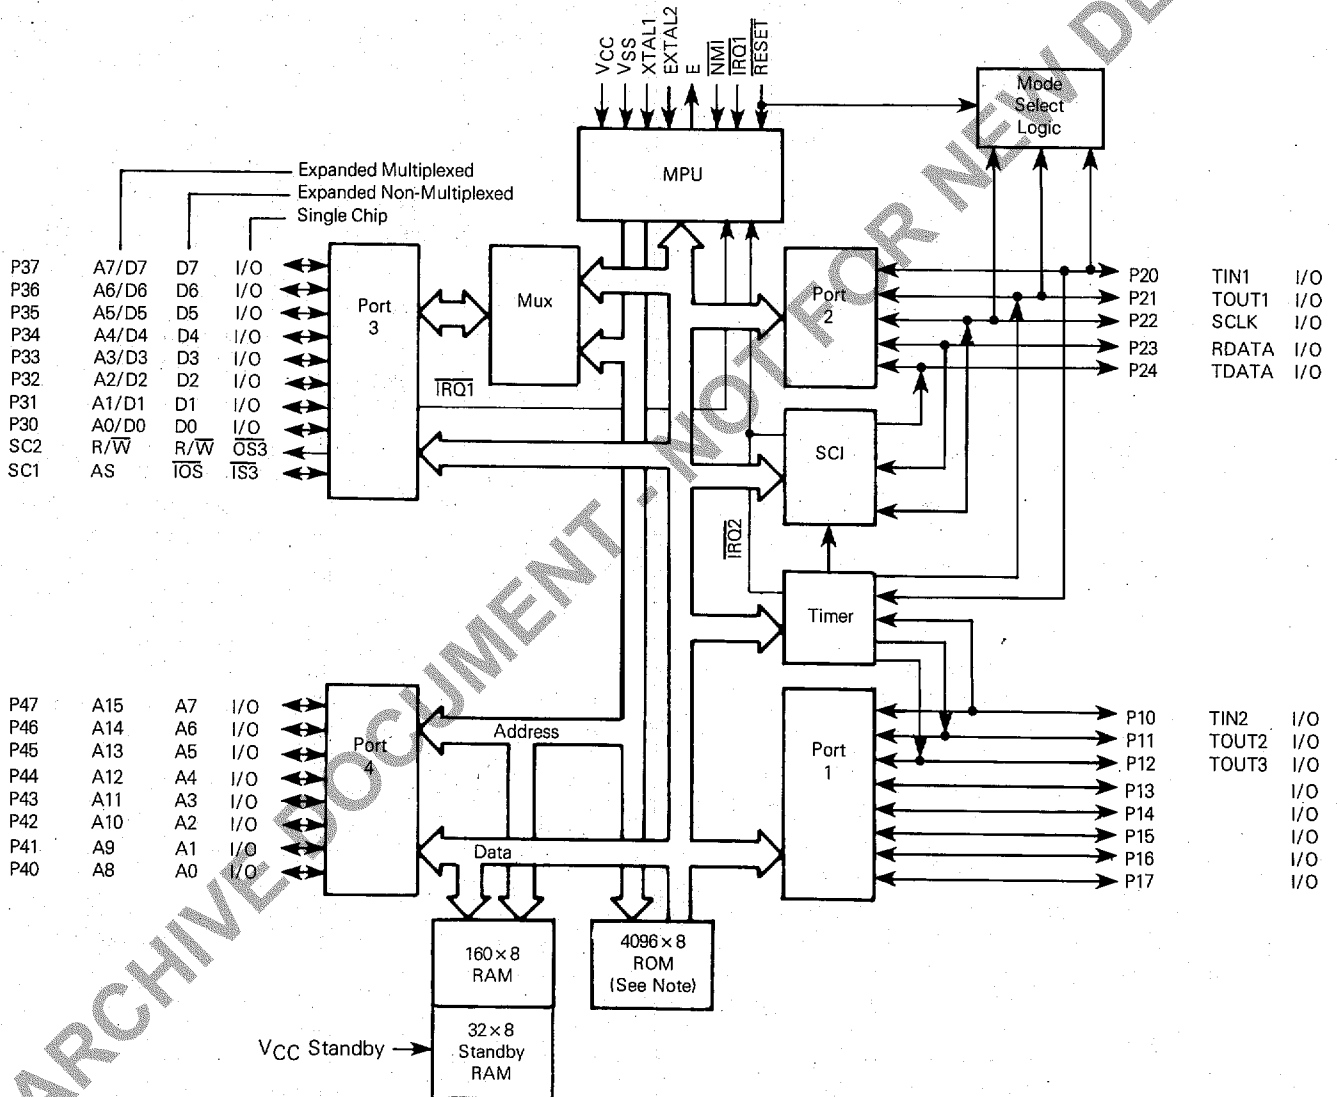 VCC
VSS
XTAL1
EXTAL2
E
NMI
IRQ1
RESET
Mode
Select
Logic
MPU
Expanded Multiplexed
Expanded Non-Multiplexed
Single Chip
P37 A7/D7 D7 I/O
P36 A6/D6 D6 I/O
P35 A5/D5 D5 I/O
P34 A4/D4 D4 I/O
P33 A3/D3 D3 I/O
P32 A2/D2 D2 I/O
P31 A1/D1 D1 I/O
P30 A0/D0 D0 I/O
SC2 R/W R/W OS3
SC1 AS IOS IS3
Port
3
Mux
IRQ1
Port
2
P20 TIN1 I/O
P21 TOUT1 I/O
P22 SCLK I/O
P23 RDATA I/O
P24 TDATA I/O
SCI
IRQ2
Timer
P47 A15 A7 I/O
P46 A14 A6 I/O
P45 A13 A5 I/O
P44 A12 A4 I/O
P43 A11 A3 I/O
P42 A10 A2 I/O
P41 A9 A1 I/O
P40 A8 A0 I/O
Port
4
Address
Data
Port
1
P10 TIN2 I/O
P11 TOUT2 I/O
P12 TOUT3 I/O
P13 I/O
P14 I/O
P15 I/O
P16 I/O
P17 I/O
160×8
RAM
4096×8
ROM
(See Note)
VCC Standby
32×8
Standby
RAM
ARCHIVE DOCUMENT - NOT FOR NEW DE